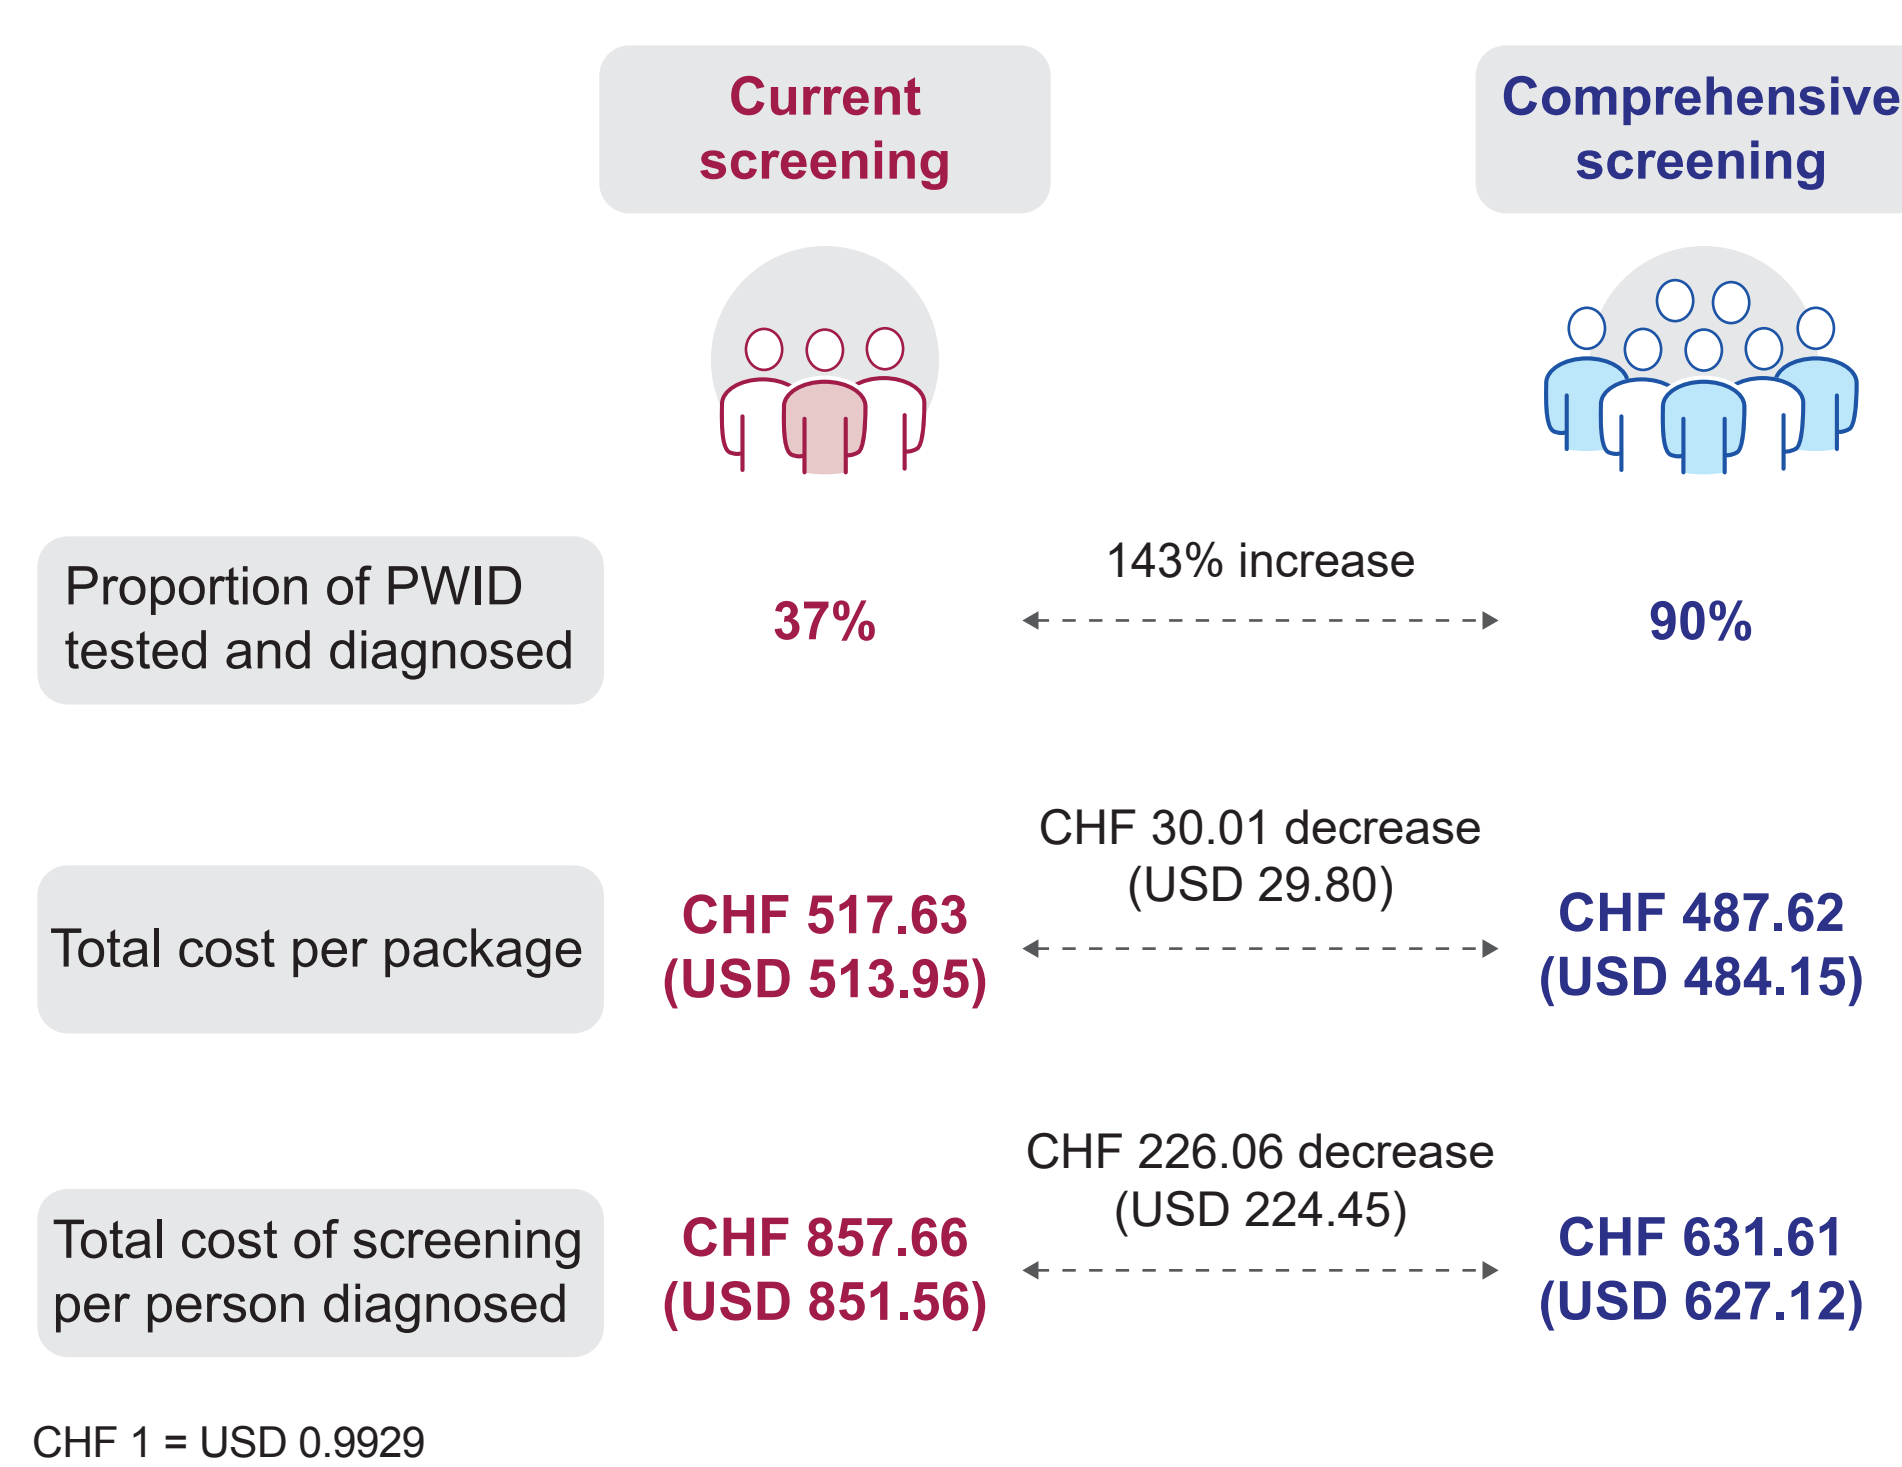 Current
screening
Comprehensive
screening
Proportion of PWID
tested and diagnosed
37%
143% increase
90%
Total cost per package
CHF 517.63
(USD 513.95)
CHF 30.01 decrease
(USD 29.80)
CHF 487.62
(USD 484.15)
Total cost of screening
per person diagnosed
CHF 857.66
(USD 851.56)
CHF 226.06 decrease
(USD 224.45)
CHF 631.61
(USD 627.12)
CHF 1 = USD 0.9929